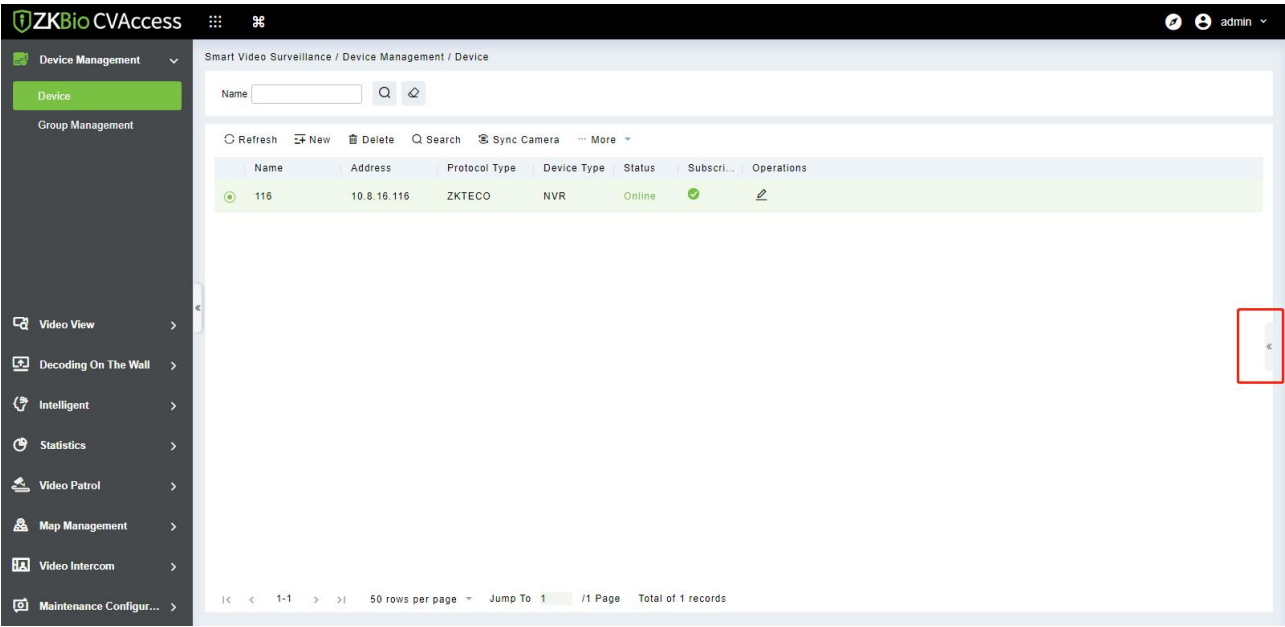 ZKBio CVAccess
admin
Device Management
Smart Video Surveillance / Device Management / Device
Device
Name
Group Management
Refresh New Delete Search Sync Camera ··· More
Name Address Protocol Type Device Type Status Subscri... Operations
116 10.8.16.116 ZKTECO NVR Online
Video View
Decoding On The Wall
Intelligent
Statistics
Video Patrol
Map Management
Video Intercom
Maintenance Configur...
|< < 1-1 > >| 50 rows per page Jump To 1 /1 Page Total of 1 records